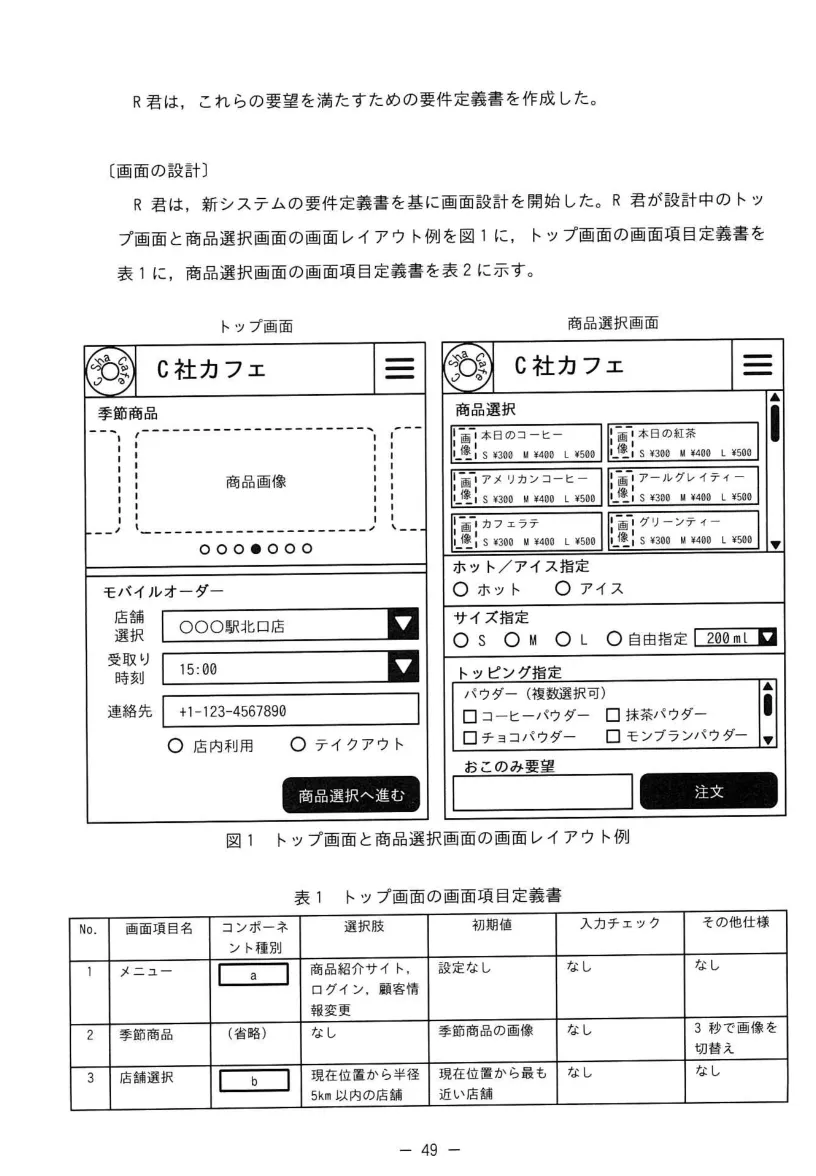 R 君は，これらの要望を満たすための要件定義書を作成した。
〔画面の設計〕
R 君は，新システムの要件定義書を基に画面設計を開始した。R 君が設計中のトッ
プ画面と商品選択画面の画面レイアウト例を図1に，トップ画面の画面項目定義書を
表1に，商品選択画面の画面項目定義書を表2に示す。
トップ画面
C Sha Cafe
C社カフェ
季節商品
商品画像
モバイルオーダー
店舗
選択
〇〇〇駅北口店
受取り
時刻
15:00
連絡先
+1-123-4567890
店内利用
テイクアウト
商品選択へ進む
商品選択画面
C Sha Cafe
C社カフェ
商品選択
画像 本日のコーヒー
S ¥300 M ¥400 L ¥500
画像 本日の紅茶
S ¥300 M ¥400 L ¥500
画像 アメリカンコーヒー
S ¥300 M ¥400 L ¥500
画像 アールグレイティー
S ¥300 M ¥400 L ¥500
画像 カフェラテ
S ¥300 M ¥400 L ¥500
画像 グリーンティー
S ¥300 M ¥400 L ¥500
ホット／アイス指定
ホット
アイス
サイズ指定
S M L 自由指定 200ml
トッピング指定
パウダー（複数選択可）
コーヒーパウダー 抹茶パウダー
チョコパウダー モンブランパウダー
おこのみ要望
注文
図1 トップ画面と商品選択画面の画面レイアウト例
表1 トップ画面の画面項目定義書
No. 画面項目名 コンポーネント種別 選択肢 初期値 入力チェック その他仕様
1 メニュー a 商品紹介サイト，ログイン，顧客情報変更 設定なし なし なし
2 季節商品 （省略） なし 季節商品の画像 なし 3 秒で画像を切替え
3 店舗選択 b 現在位置から半径5km 以内の店舗 現在位置から最も近い店舗 なし なし
－ 49 －